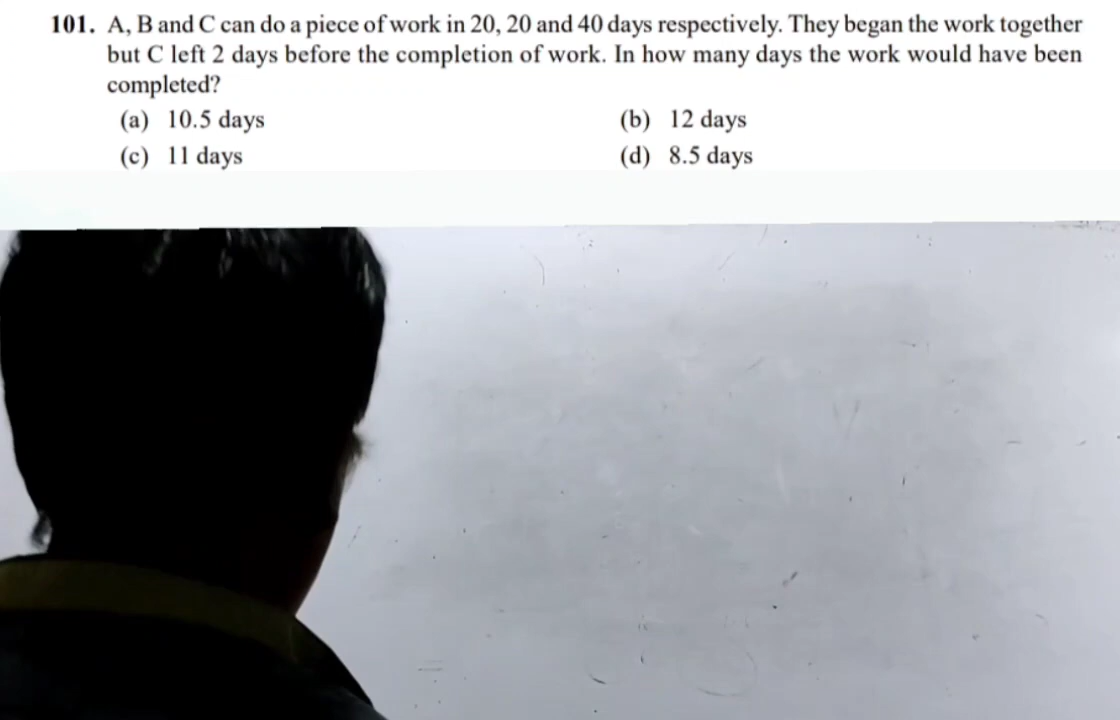 101. A, B and C can do a piece of work in 20, 20 and 40 days respectively. They began the work together
but C left 2 days before the completion of work. In how many days the work would have been
completed?
(a) 10.5 days (b) 12 days
(c) 11 days (d) 8.5 days